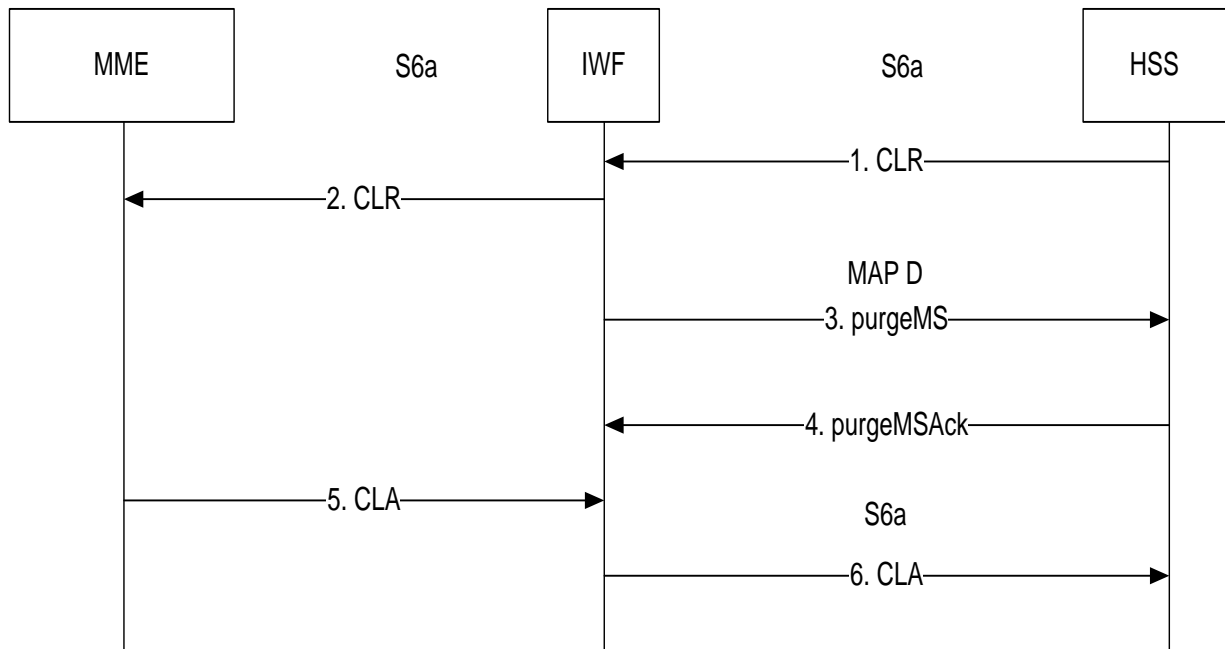 MME
S6a
IWF
S6a
HSS
1. CLR
2. CLR
MAP D
3. purgeMS
4. purgeMSAck
5. CLA
S6a
6. CLA